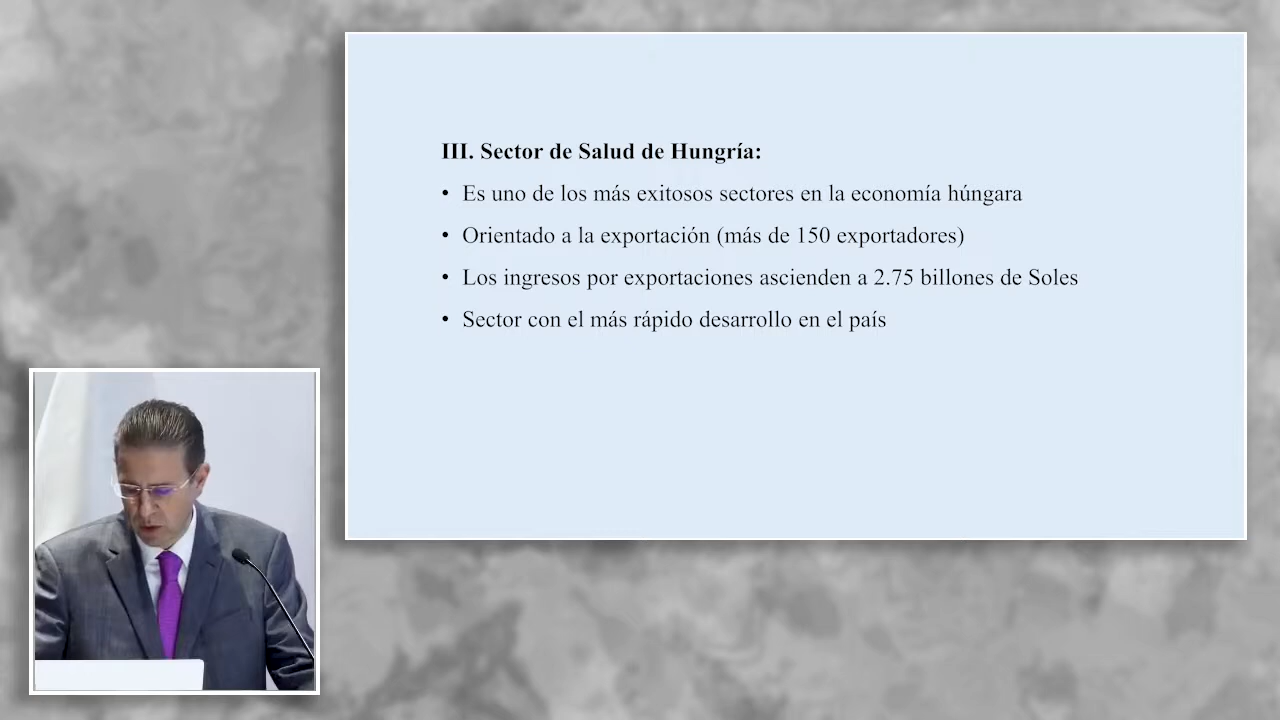 III. Sector de Salud de Hungría:
• Es uno de los más exitosos sectores en la economía húngara
• Orientado a la exportación (más de 150 exportadores)
• Los ingresos por exportaciones ascienden a 2.75 billones de Soles
• Sector con el más rápido desarrollo en el país